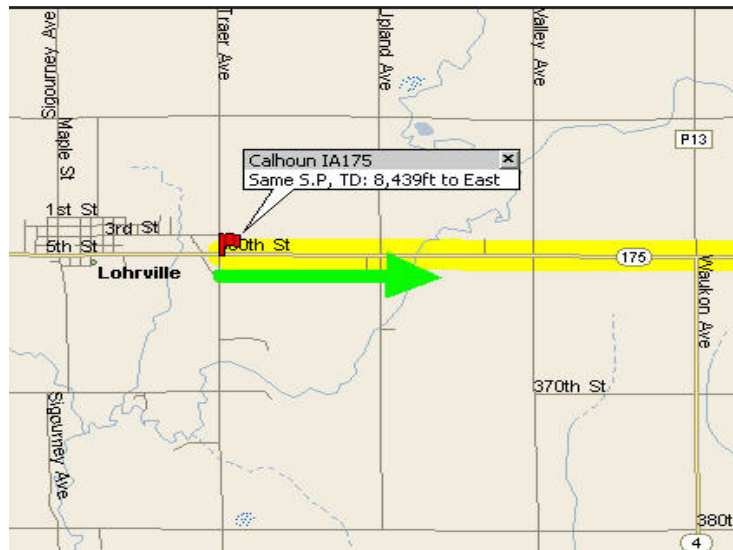 Sigourney Ave
Traer Ave
Upland Ave
Valley Ave
Maple St
P13
Calhoun IA175
Same S.P, TD: 8,439ft to East
1st St
3rd St
5th St
60th St
175
Lohrville
Waukon Ave
370th St
Sigourney Ave
380t
4